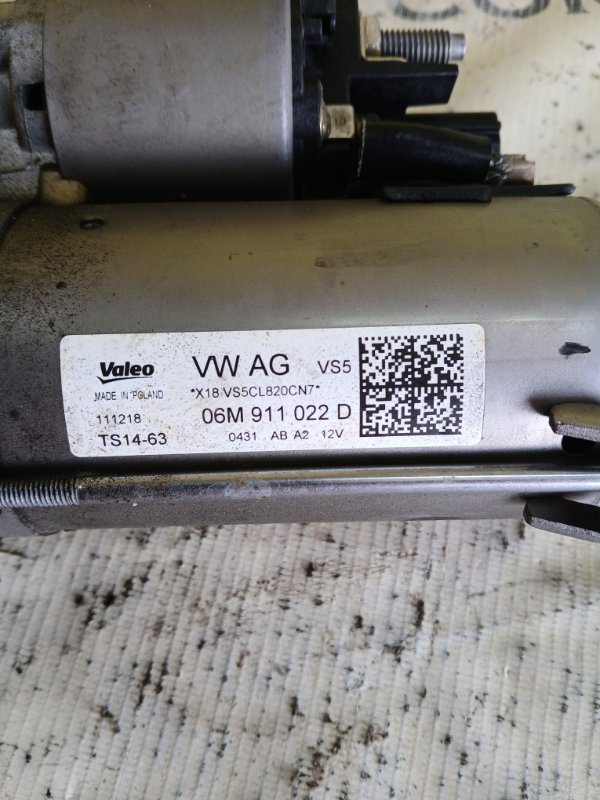 Valeo VW AG VS5
MADE IN POLAND *X18 VS5CL820CN7*
111218 06M 911 022 D
TS14-63 0431 AB A2 12V